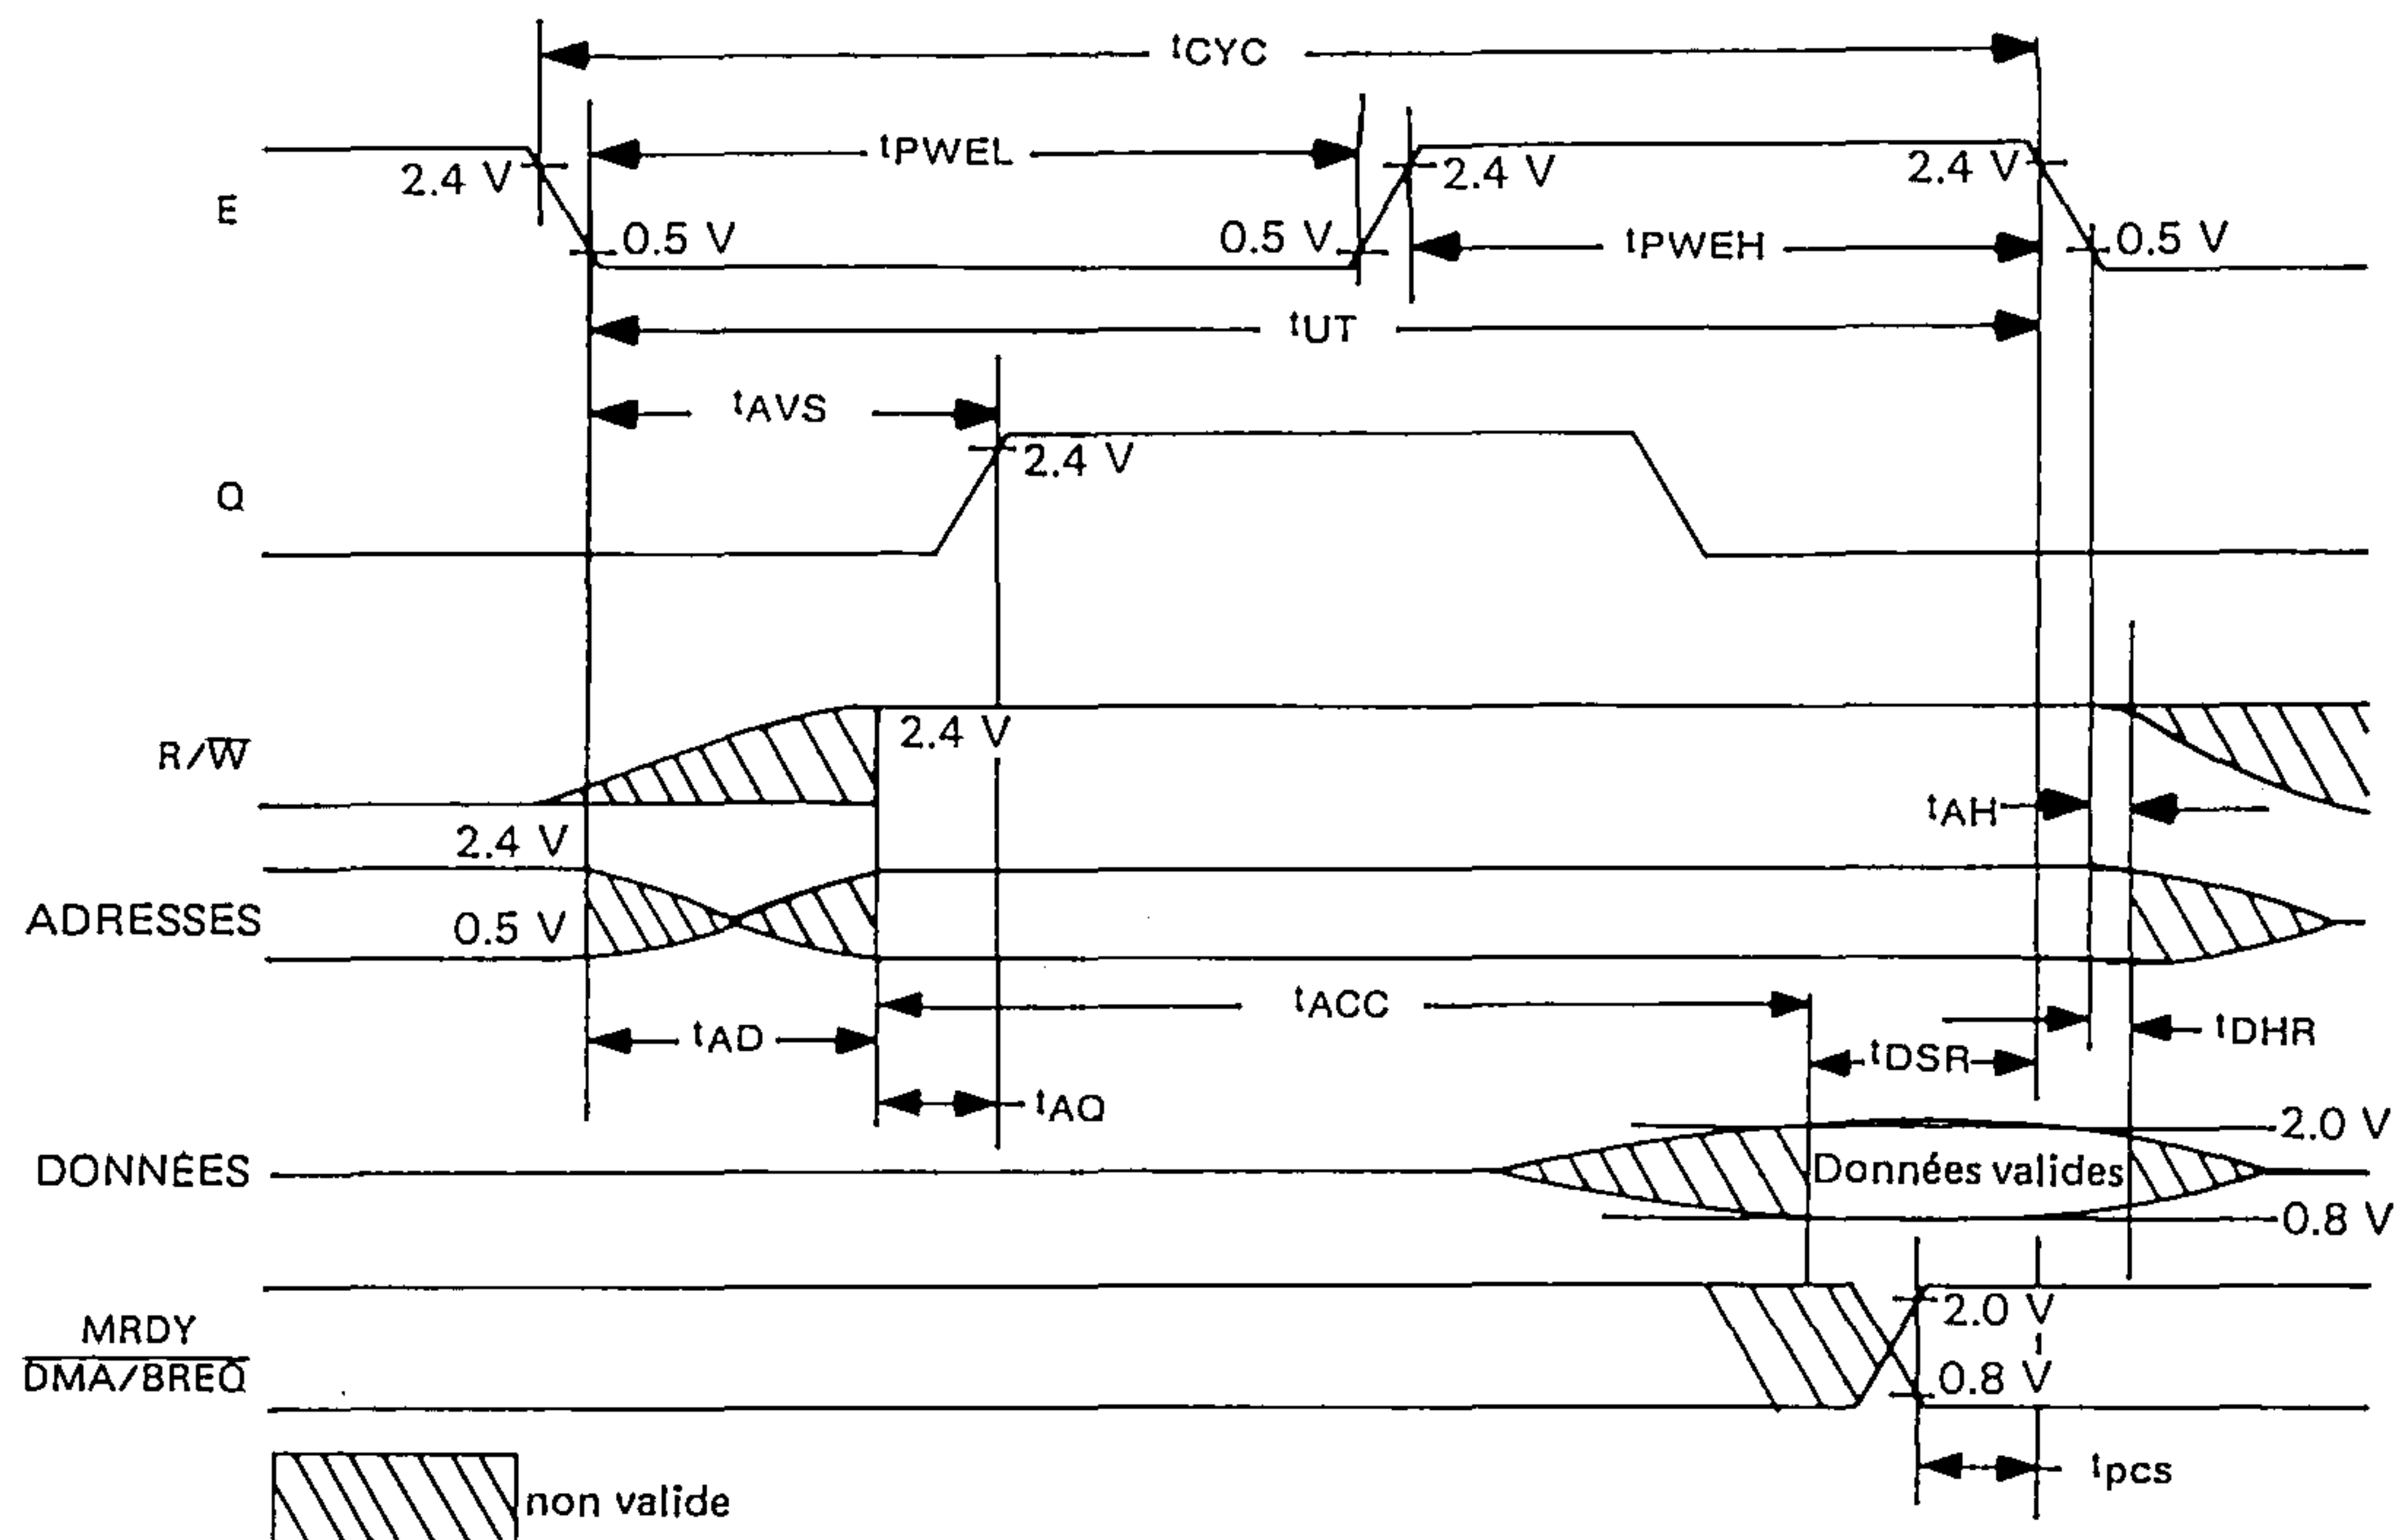 tCYC
tPWEL
2.4 V
2.4 V
2.4 V
E
0.5 V
0.5 V
tPWEH
0.5 V
tUT
tAVS
2.4 V
Q
2.4 V
R/W̅
tAH
2.4 V
ADRESSES
0.5 V
tACC
tAD
tDHR
tDSR
tAQ
2.0 V
DONNÉES
Données valides
0.8 V
2.0 V
MRDY
D̅M̅A̅/̅B̅R̅E̅Q̅
0.8 V
tpcs
non valide